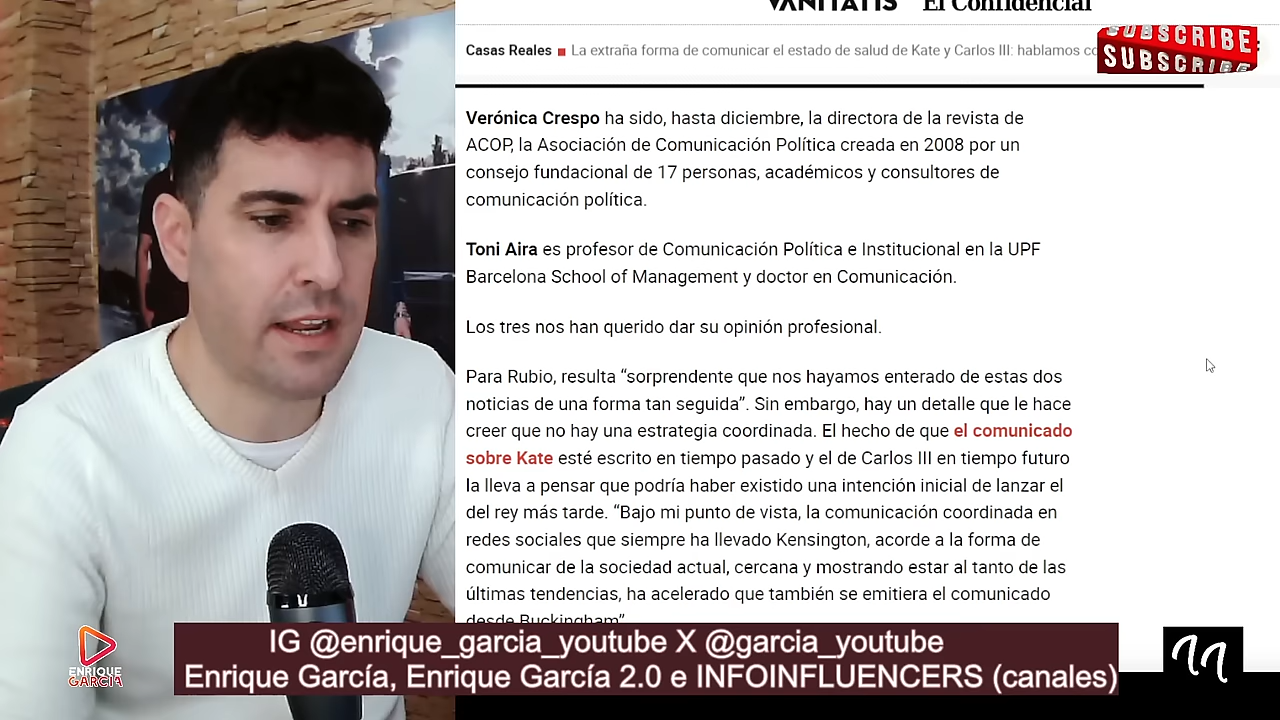 VANITATIS El Confidencial
Casas Reales La extraña forma de comunicar el estado de salud de Kate y Carlos III: hablamos
SUBSCRIBE
SUBSCRIBE
Verónica Crespo ha sido, hasta diciembre, la directora de la revista de
ACOP, la Asociación de Comunicación Política creada en 2008 por un
consejo fundacional de 17 personas, académicos y consultores de
comunicación política.
Toni Aira es profesor de Comunicación Política e Institucional en la UPF
Barcelona School of Management y doctor en Comunicación.
Los tres nos han querido dar su opinión profesional.
Para Rubio, resulta “sorprendente que nos hayamos enterado de estas dos
noticias de una forma tan seguida”. Sin embargo, hay un detalle que le hace
creer que no hay una estrategia coordinada. El hecho de que el comunicado
sobre Kate esté escrito en tiempo pasado y el de Carlos III en tiempo futuro
la lleva a pensar que podría haber existido una intención inicial de lanzar el
del rey más tarde. “Bajo mi punto de vista, la comunicación coordinada en
redes sociales que siempre ha llevado Kensington, acorde a la forma de
comunicar de la sociedad actual, cercana y mostrando estar al tanto de las
últimas tendencias, ha acelerado que también se emitiera el comunicado
desde Buckingham”
IG @enrique_garcia_youtube X @garcia_youtube
Enrique García, Enrique García 2.0 e INFOINFLUENCERS (canales)
ENRIQUE
GARCÍA